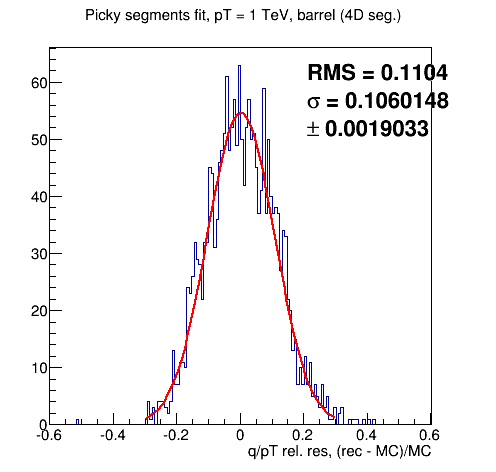 Picky segments fit, pT = 1 TeV, barrel (4D seg.)
RMS = 0.1104
σ = 0.1060148
± 0.0019033
60
50
40
30
20
10
0
-0.6 -0.4 -0.2 0 0.2 0.4 0.6
q/pT rel. res, (rec - MC)/MC